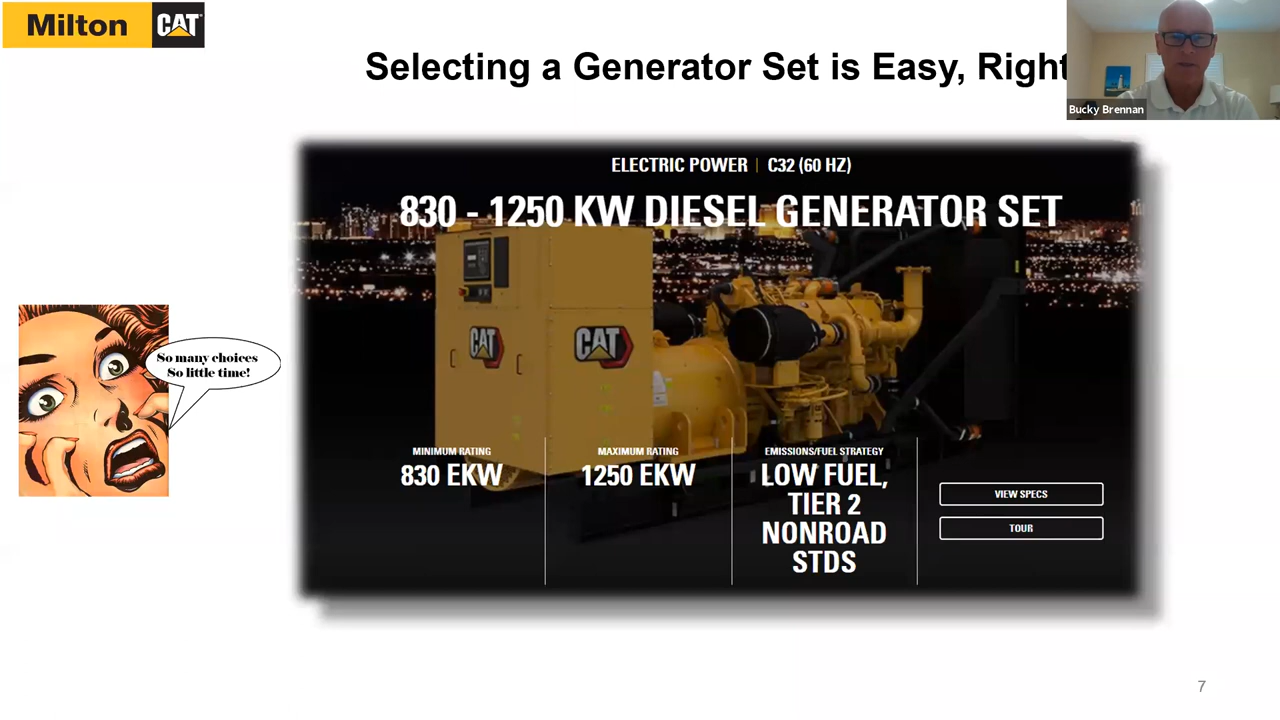 Milton CAT
Selecting a Generator Set is Easy, Right
Bucky Brennan
ELECTRIC POWER | C32 (60 HZ)
830 - 1250 KW DIESEL GENERATOR SET
CAT
CAT
So many choices
So little time!
MINIMUM RATING
830 EKW
MAXIMUM RATING
1250 EKW
EMISSIONS/FUEL STRATEGY
LOW FUEL,
TIER 2
NONROAD
STDS
VIEW SPECS
TOUR
7